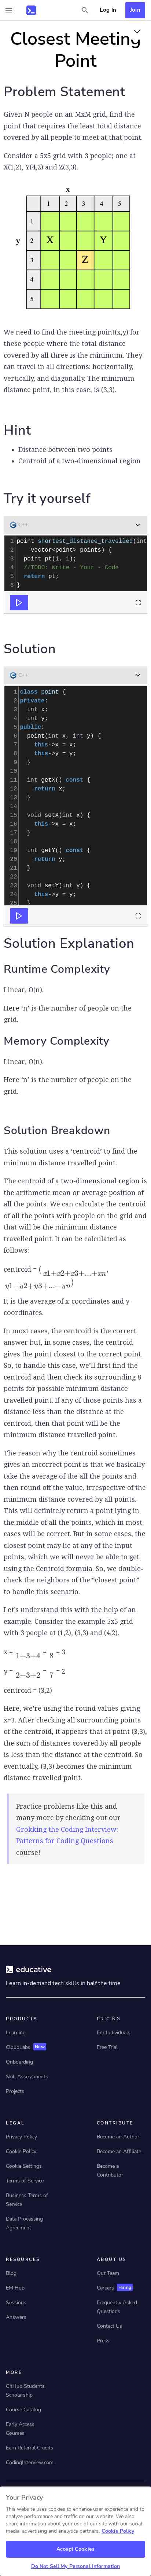 Log In
Join
Closest Meeting
Point
Problem Statement
Given N people on an MxM grid, find the
point that requires the least total distance
covered by all people to meet at that point.
Consider a 5x5 grid with 3 people; one at
X(1,2), Y(4,2) and Z(3,3).
X
1 2 3 4 5
1
y 2 X Y
3 Z
4
5
We need to find the meeting point(x,y) for
these people where the total distance
covered by all of there is the minimum. They
can travel in all directions: horizontally,
vertically, and diagonally. The minimum
distance point, in this case, is (3,3).
Hint
Distance between two points
Centroid of a two-dimensional region
Try it yourself
C++
1 point shortest_distance_travelled(int
2 vector<point> points) {
3 point pt(1, 1);
4 //TODO: Write - Your - Code
5 return pt;
6 }
Solution
C++
1 class point {
2 private:
3 int x;
4 int y;
5 public:
6 point(int x, int y) {
7 this->x = x;
8 this->y = y;
9 }
10
11 int getX() const {
12 return x;
13 }
14
15 void setX(int x) {
16 this->x = x;
17 }
18
19 int getY() const {
20 return y;
21 }
22
23 void setY(int y) {
24 this->y = y;
25 }
Solution Explanation
Runtime Complexity
Linear, O(n).
Here ‘n’ is the number of people on the
grid.
Memory Complexity
Linear, O(n).
Here ‘n’ is the number of people on the
grid.
Solution Breakdown
This solution uses a ‘centroid’ to find the
minimum distance travelled point.
The centroid of a two-dimensional region is
the arithmetic mean or average position of
all the points. We can calculate the centroid
of all the points with people on the grid and
that will be the minimum distance
travelled point. It can be calculated as
follows:
centroid = ( x1+x2+x3+...+xn,
y1+y2+y3+...+yn)
It is the average of x-coordinates and y-
coordinates.
In most cases, the centroid is the correct
answer, but in some cases, the centroid
gives the point closest to the correct point.
So, to handle this case, we’ll first find the
centroid and then check its surrounding 8
points for possible minimum distance
travelled point. If any of these points has a
distance less than the distance at the
centroid, then that point would be the
minimum distance travelled point.
The reason why the centroid sometimes
gives an incorrect point is that we basically
take the average of the vertices and then
then round off the value, irrespective of the
minimum distance covered by all points.
This will definitely return a point lying in
the middle of all the points, which in most
cases will be correct. But in some cases, the
closest point may lie at any of the input
points, which we will never be able to get
using the Centroid formula. So, we double-
check the neighbors of the “closest point”
to handle this scenario.
Let’s understand this with the help of an
example. Consider the example 5x5 grid
with 3 people at (1,2), (3,3) and (4,2).
x = 1+3+4 = 8 = 3
y = 2+3+2 = 7 = 2
centroid = (3,2)
Here, we’re using the round values giving
x=3. After checking all surrounding points
of the centroid, it appears that at point (3,3),
the sum of distance covered by all people
is less than the distance at the centroid. So
eventually, (3,3) becomes the minimum
distance travelled point.
Practice problems like this and
many more by checking out our
Grokking the Coding Interview:
Patterns for Coding Questions
course!
educative
Learn in-demand tech skills in half the time
PRODUCTS
Learning
CloudLabs New
Onboarding
Skill Assessments
Projects
PRICING
For Individuals
Free Trial
LEGAL
Privacy Policy
Cookie Policy
Cookie Settings
Terms of Service
Business Terms of
Service
Data Processing
Agreement
CONTRIBUTE
Become an Author
Become an Affiliate
Become a
Contributor
RESOURCES
Blog
EM Hub
Sessions
Answers
ABOUT US
Our Team
Careers Hiring
Frequently Asked
Questions
Contact Us
Press
MORE
GitHub Students
Scholarship
Course Catalog
Early Access
Courses
Earn Referral Credits
CodingInterview.com
Your Privacy
This website uses cookies to enhance user experience and
to analyze performance and traffic on our website. We also
share information about your use of our site with our social
media, advertising and analytics partners. Cookie Policy
Accept Cookies
Do Not Sell My Personal Information